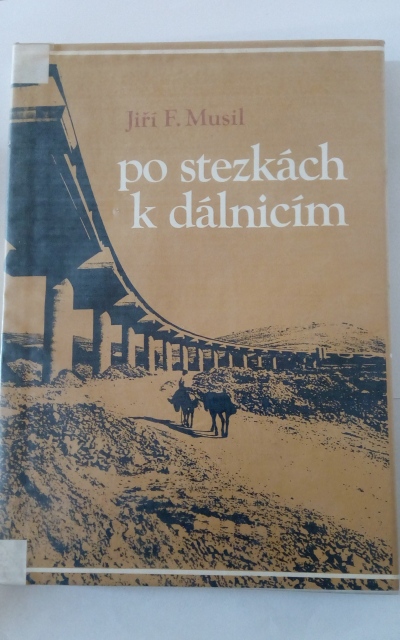 Jiří F. Musil
po stezkách
k dálnicím